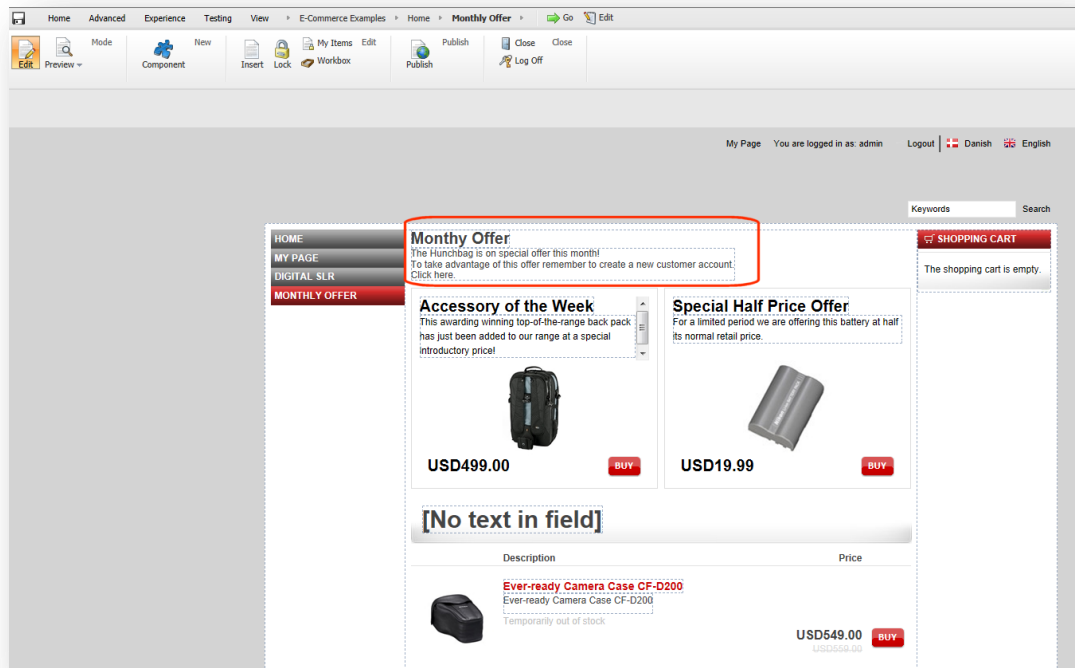 Home Advanced Experience Testing View E-Commerce Examples Home Monthly Offer Go Edit
Mode New My Items Edit Publish Close Close
Workbox Log Off
Edit Preview Component Insert Lock Publish
My Page You are logged in as: admin Logout Danish English
Keywords Search
HOME
MY PAGE
DIGITAL SLR
MONTHLY OFFER
Monthy Offer
The Hunchbag is on special offer this month!
To take advantage of this offer remember to create a new customer account.
Click here.
SHOPPING CART
The shopping cart is empty.
Accessory of the Week
This awarding winning top-of-the-range back pack
has just been added to our range at a special
introductory price!
USD499.00 BUY
Special Half Price Offer
For a limited period we are offering this battery at half
its normal retail price.
USD19.99 BUY
[No text in field]
Description Price
Ever-ready Camera Case CF-D200
Ever-ready Camera Case CF-D200
Temporarily out of stock
USD549.00 BUY
USD559.00